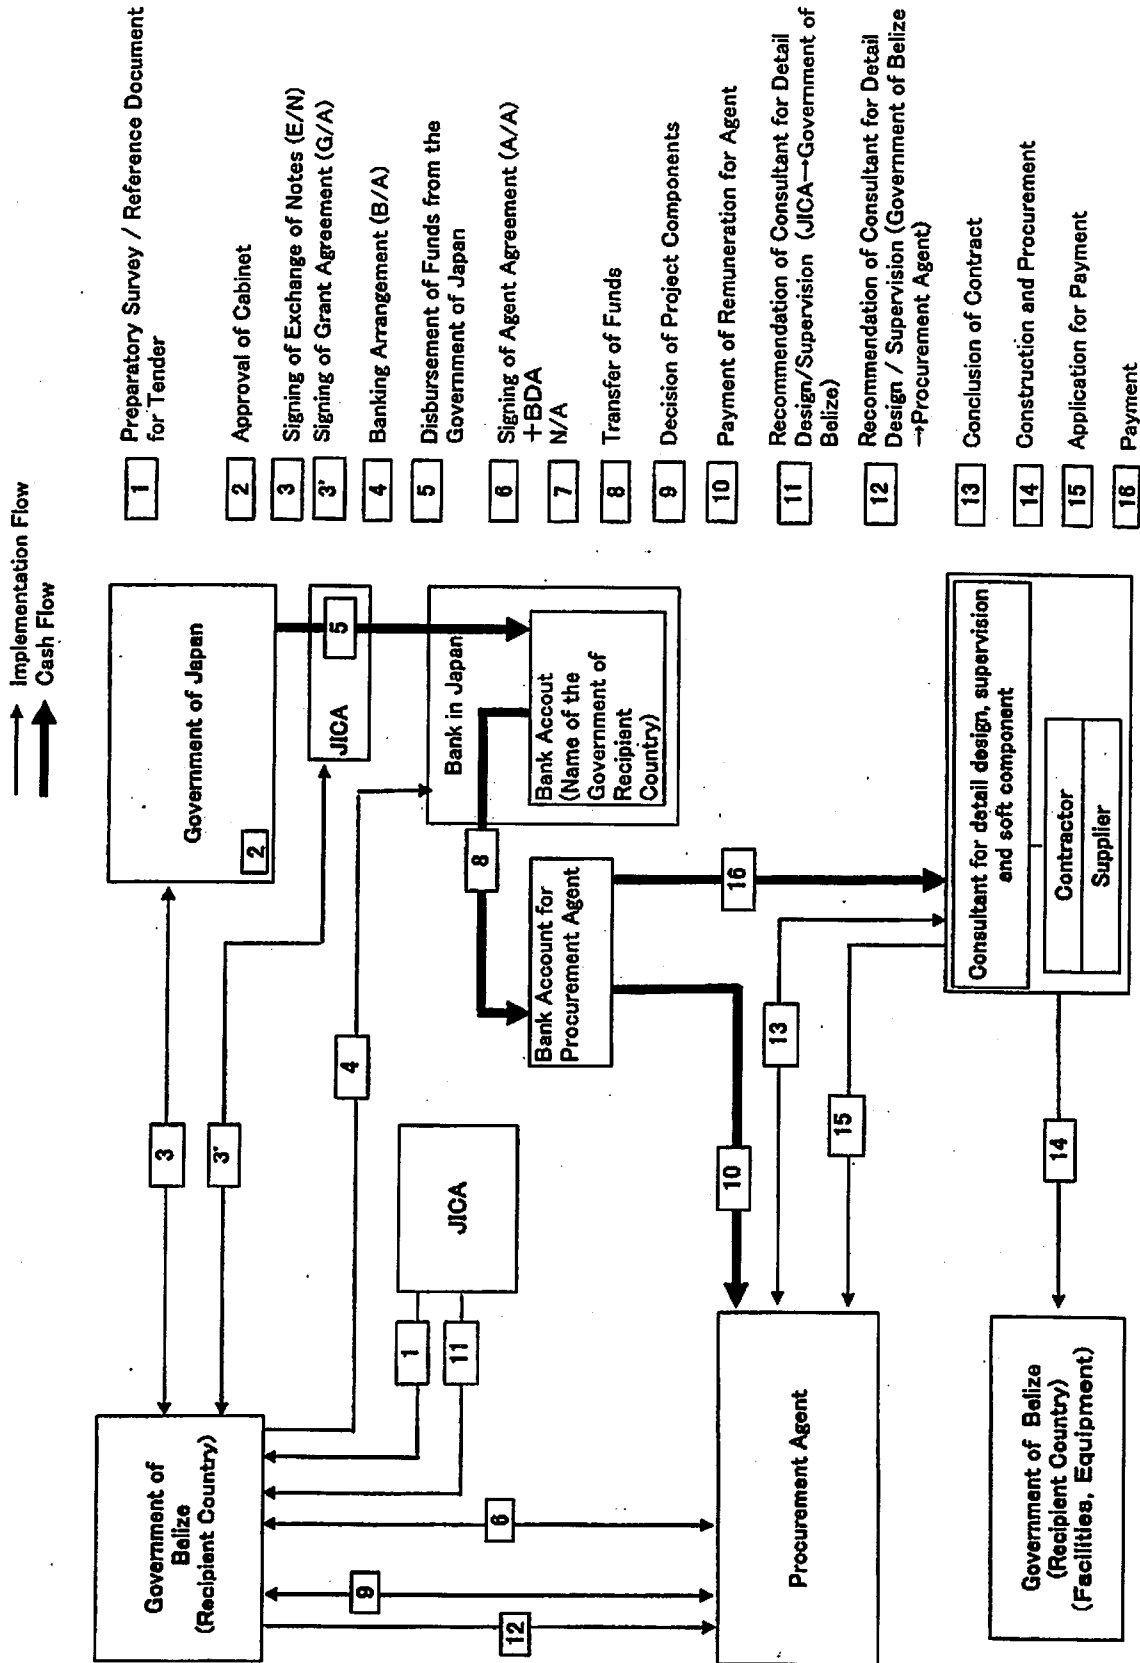 Implementation Flow
Cash Flow
Government of
Belize
(Recipient Country)
3
3'
4
Government of Japan
2
JICA
5
1
11
JICA
Bank in Japan
Bank Accout
(Name of the
Government of
Recipient
Country)
8
6
9
12
Bank Account for
Procurement Agent
16
10
13
15
Procurement Agent
Consultant for detail design, supervision
and soft component
Contractor
Supplier
14
Government of Belize
(Recipient Country)
(Facilities, Equipment)
1 Preparatory Survey / Reference Document
for Tender
2 Approval of Cabinet
3 Signing of Exchange of Notes (E/N)
3' Signing of Grant Agreement (G/A)
4 Banking Arrangement (B/A)
5 Disbursement of Funds from the
Government of Japan
6 Signing of Agent Agreement (A/A)
+BDA
7 N/A
8 Transfer of Funds
9 Decision of Project Components
10 Payment of Remuneration for Agent
11 Recommendation of Consultant for Detail
Design/Supervision (JICA→Government of
Belize)
12 Recommendation of Consultant for Detail
Design / Supervision (Government of Belize
→Procurement Agent)
13 Conclusion of Contract
14 Construction and Procurement
15 Application for Payment
16 Payment